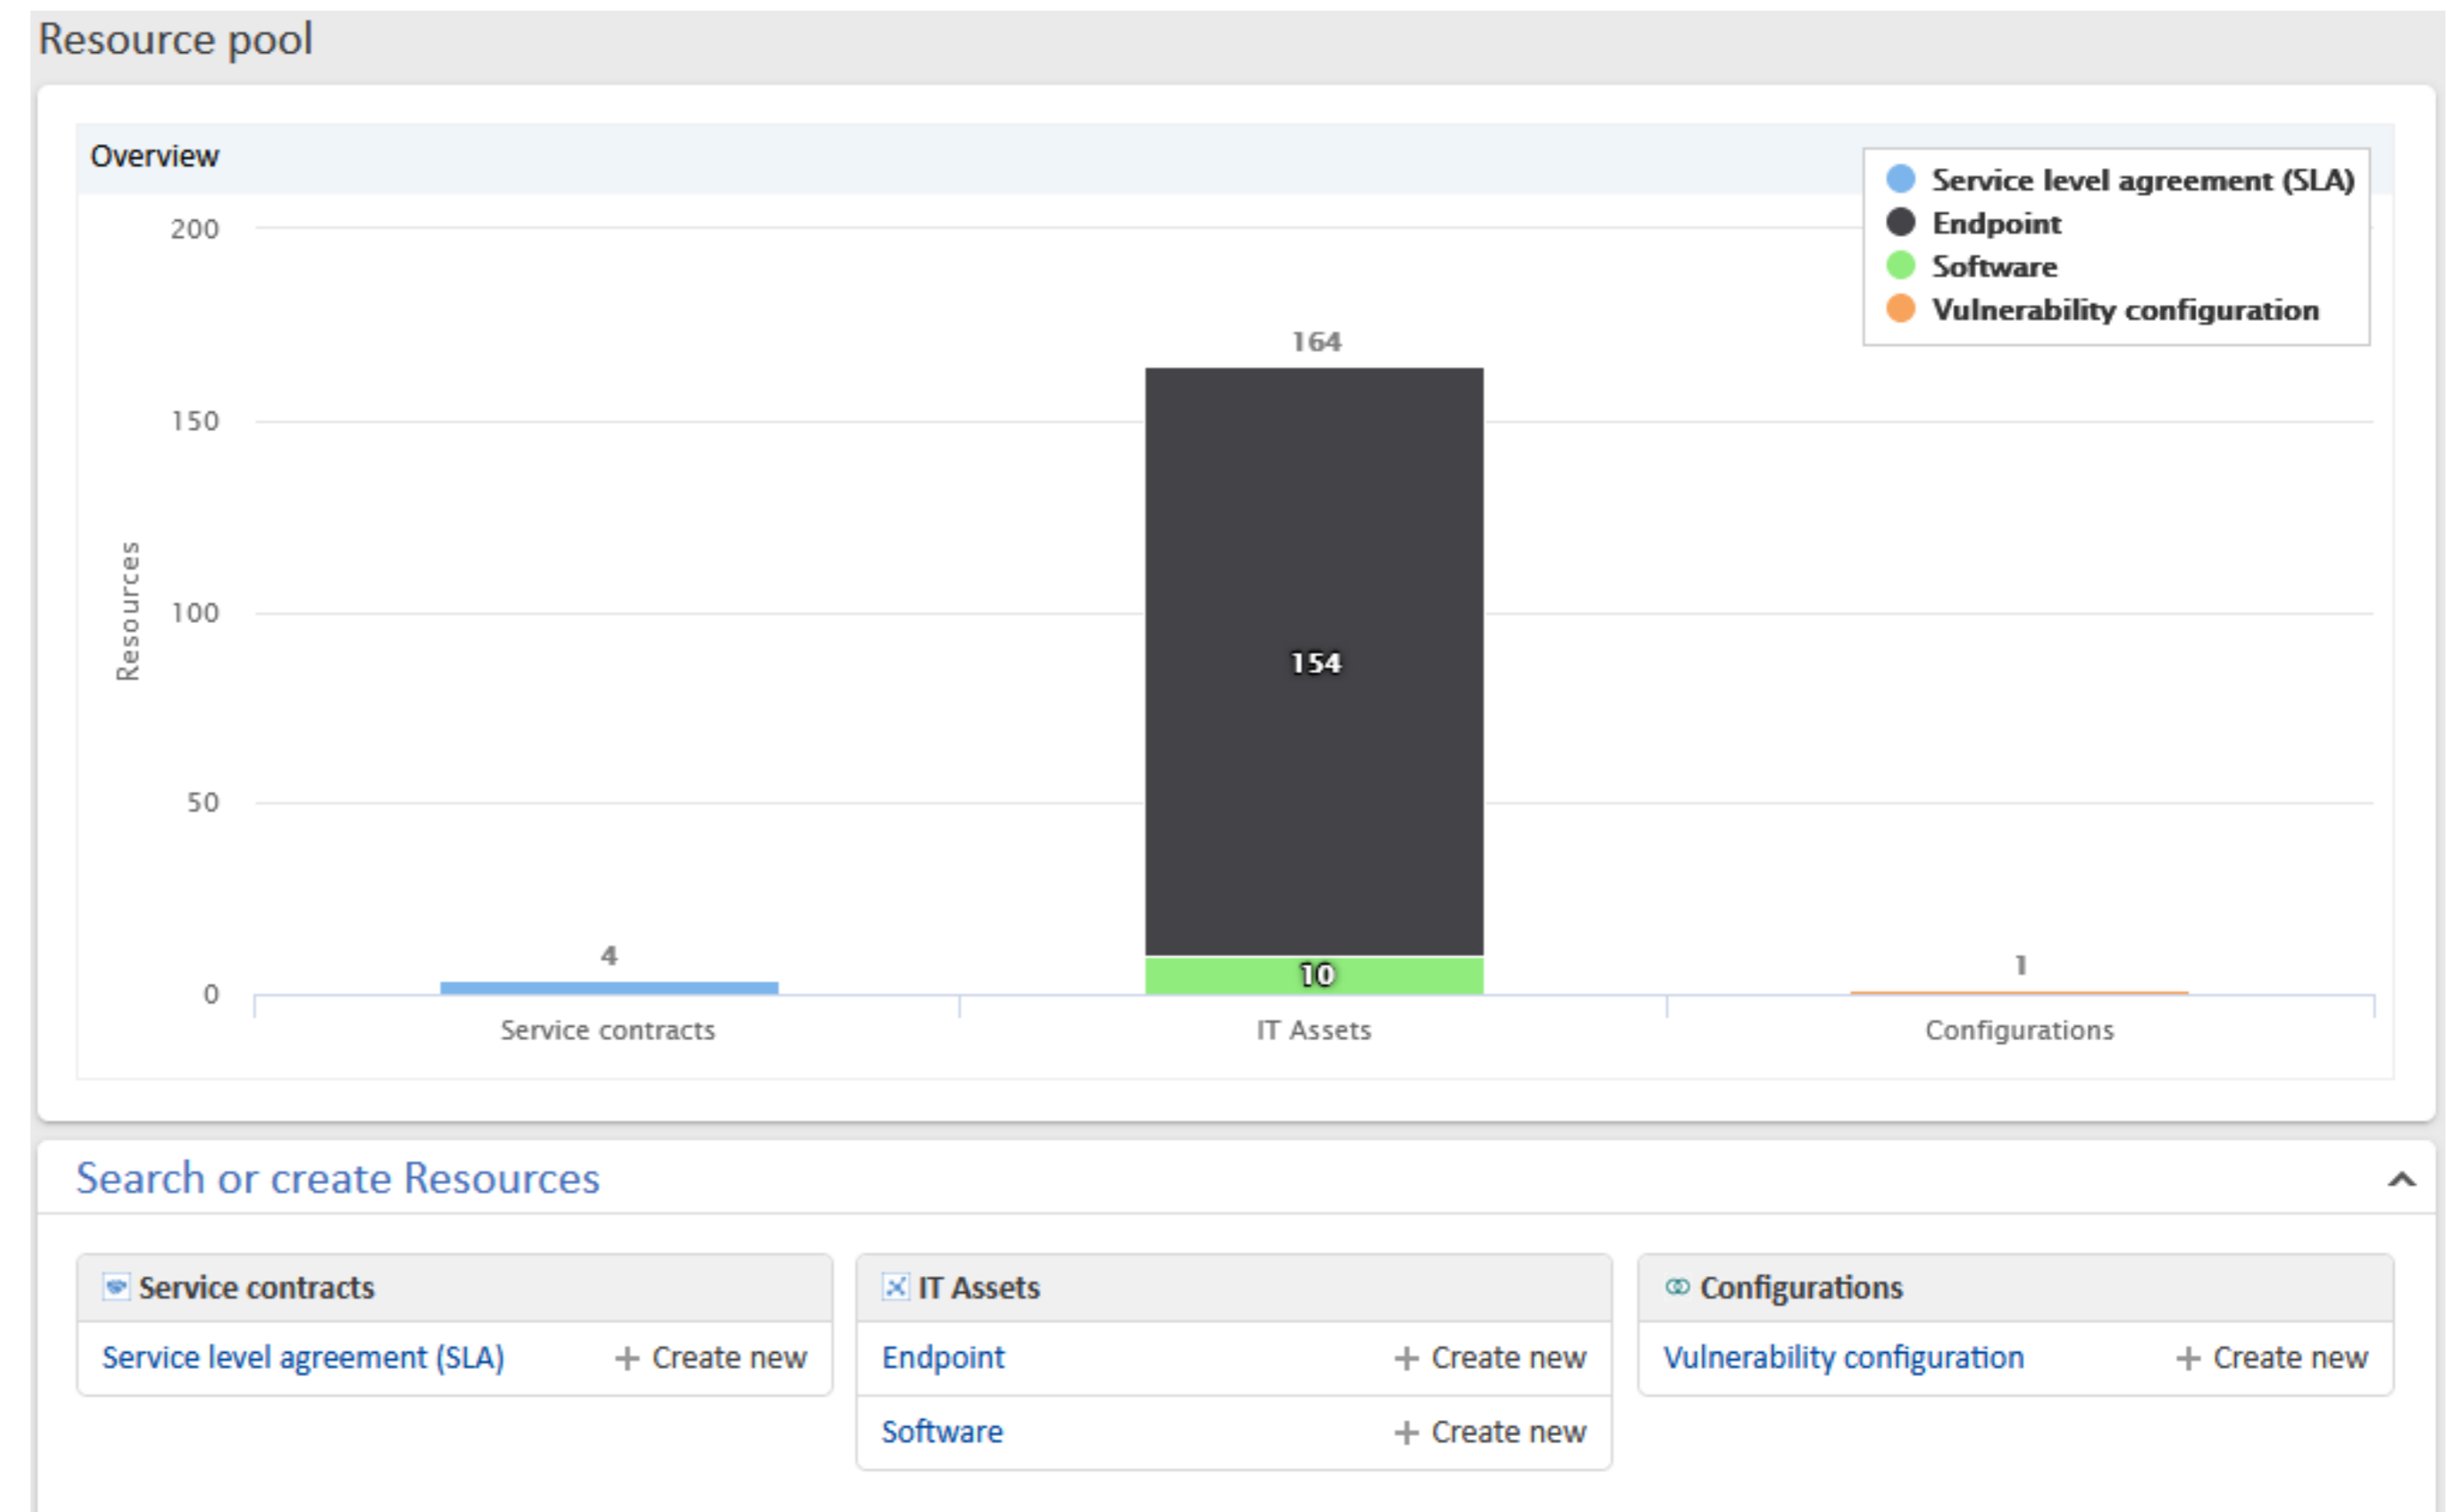 Resource pool
Overview
Service level agreement (SLA)
Endpoint
Software
Vulnerability configuration
200
150
100
50
0
Resources
164
154
10
4
1
Service contracts
IT Assets
Configurations
Search or create Resources
Service contracts
Service level agreement (SLA) + Create new
IT Assets
Endpoint + Create new
Software + Create new
Configurations
Vulnerability configuration + Create new